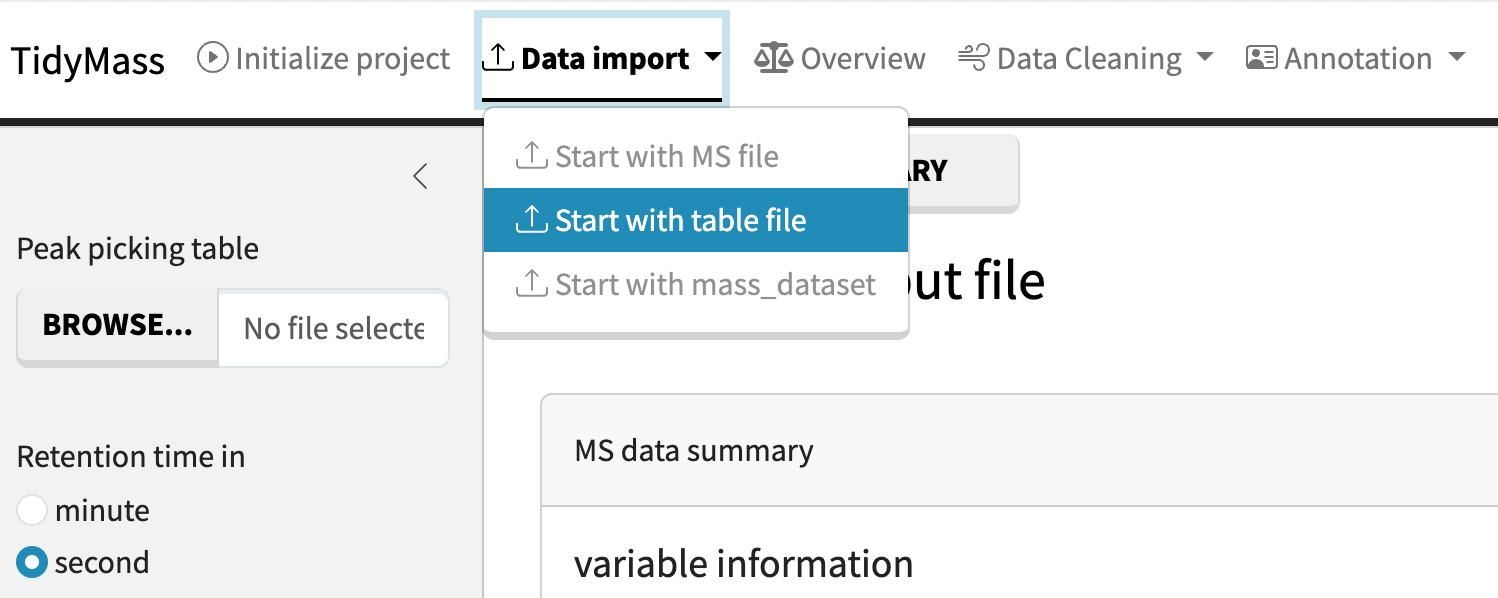 TidyMass Initialize project Data import Overview Data Cleaning Annotation
Start with MS file
Start with table file
Start with mass_dataset
Peak picking table
BROWSE... No file selecte
Retention time in
minute
second
file
MS data summary
variable information